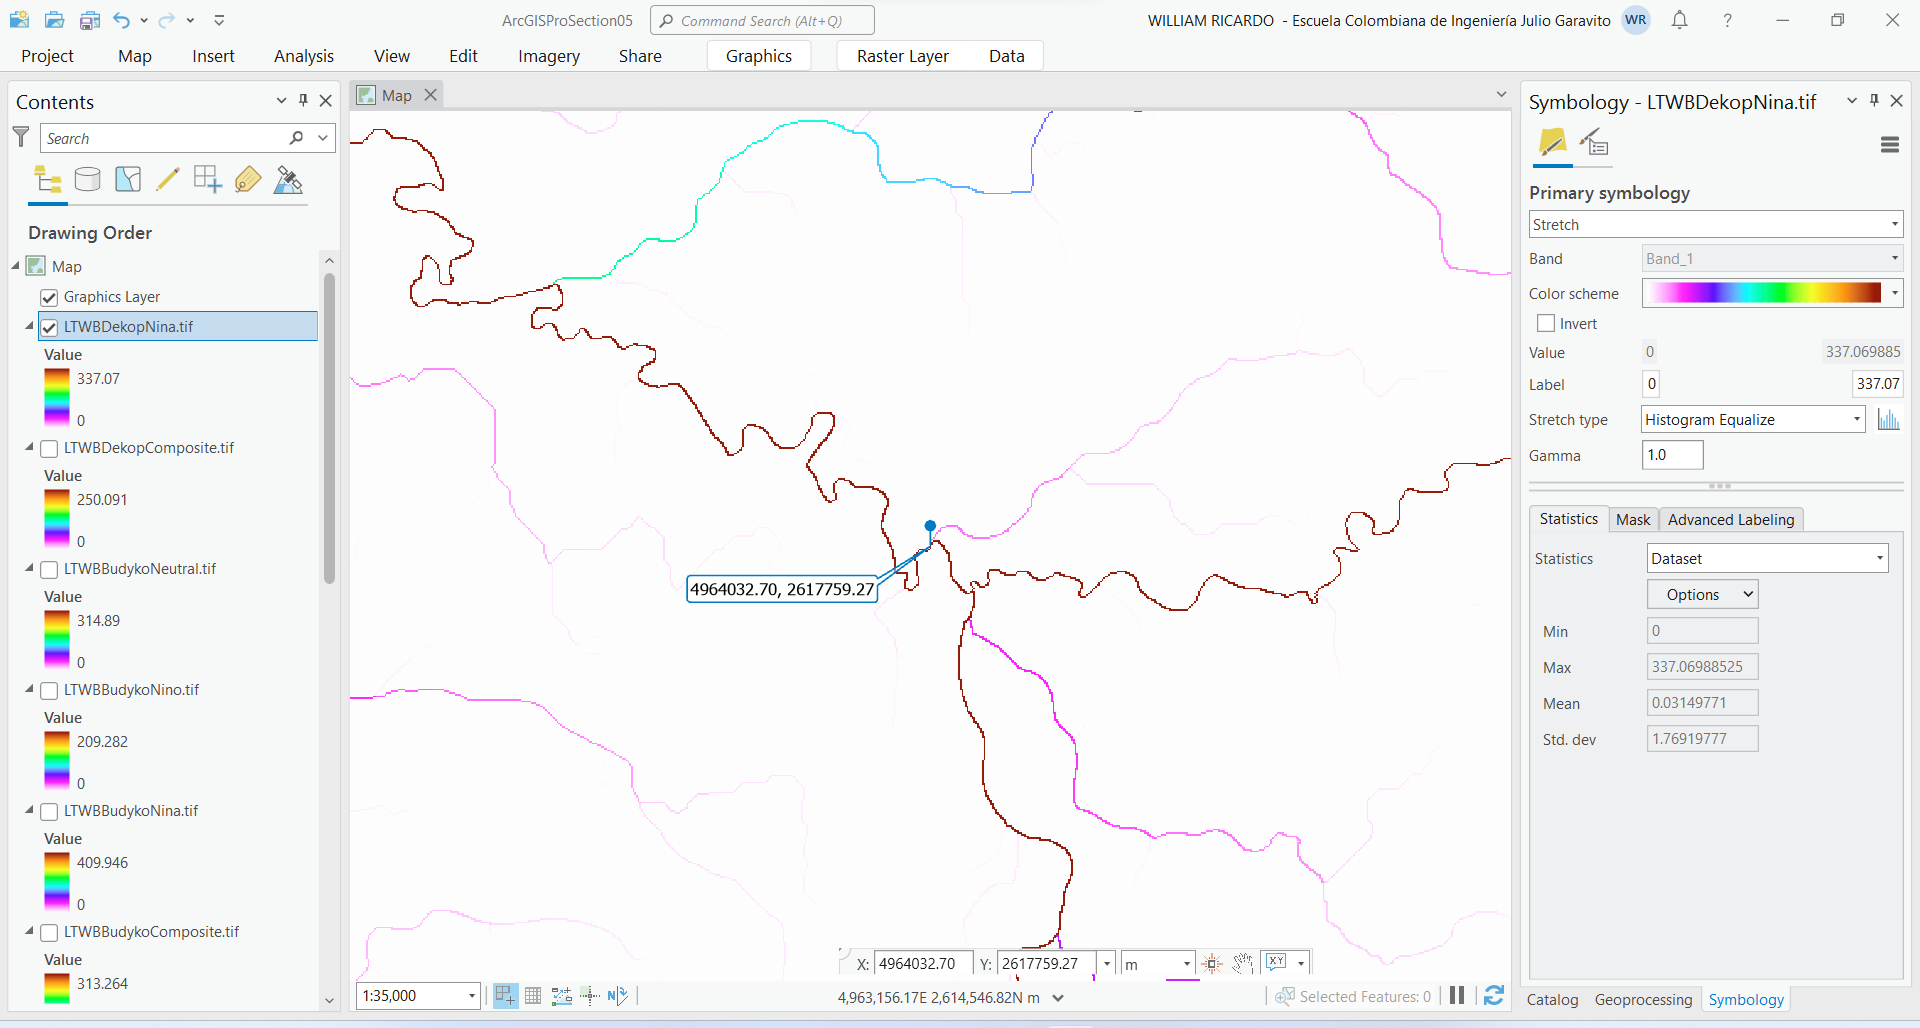 ArcGISProSection05
Command Search (Alt+Q)
WILLIAM RICARDO - Escuela Colombiana de Ingeniería Julio Garavito
WR
?
Project
Map
Insert
Analysis
View
Edit
Imagery
Share
Graphics
Raster Layer
Data
Contents
Search
Drawing Order
Map
Graphics Layer
LTWBDekopNina.tif
Value
337.07
0
LTWBDekopComposite.tif
Value
250.091
0
LTWBBudykoNeutral.tif
Value
314.89
0
LTWBBudykoNino.tif
Value
209.282
0
LTWBBudykoNina.tif
Value
409.946
0
LTWBBudykoComposite.tif
Value
313.264
Map
4964032.70, 2617759.27
X: 4964032.70 Y: 2617759.27 m
XY
1:35,000
N
4,963,156.17E 2,614,546.82N m
Selected Features: 0
Symbology - LTWBDekopNina.tif
Primary symbology
Stretch
Band Band_1
Color scheme
Invert
Value 0 337.069885
Label 0 337.07
Stretch type Histogram Equalize
Gamma 1.0
Statistics Mask Advanced Labeling
Statistics Dataset
Options
Min 0
Max 337.06988525
Mean 0.03149771
Std. dev 1.76919777
Catalog Geoprocessing Symbology